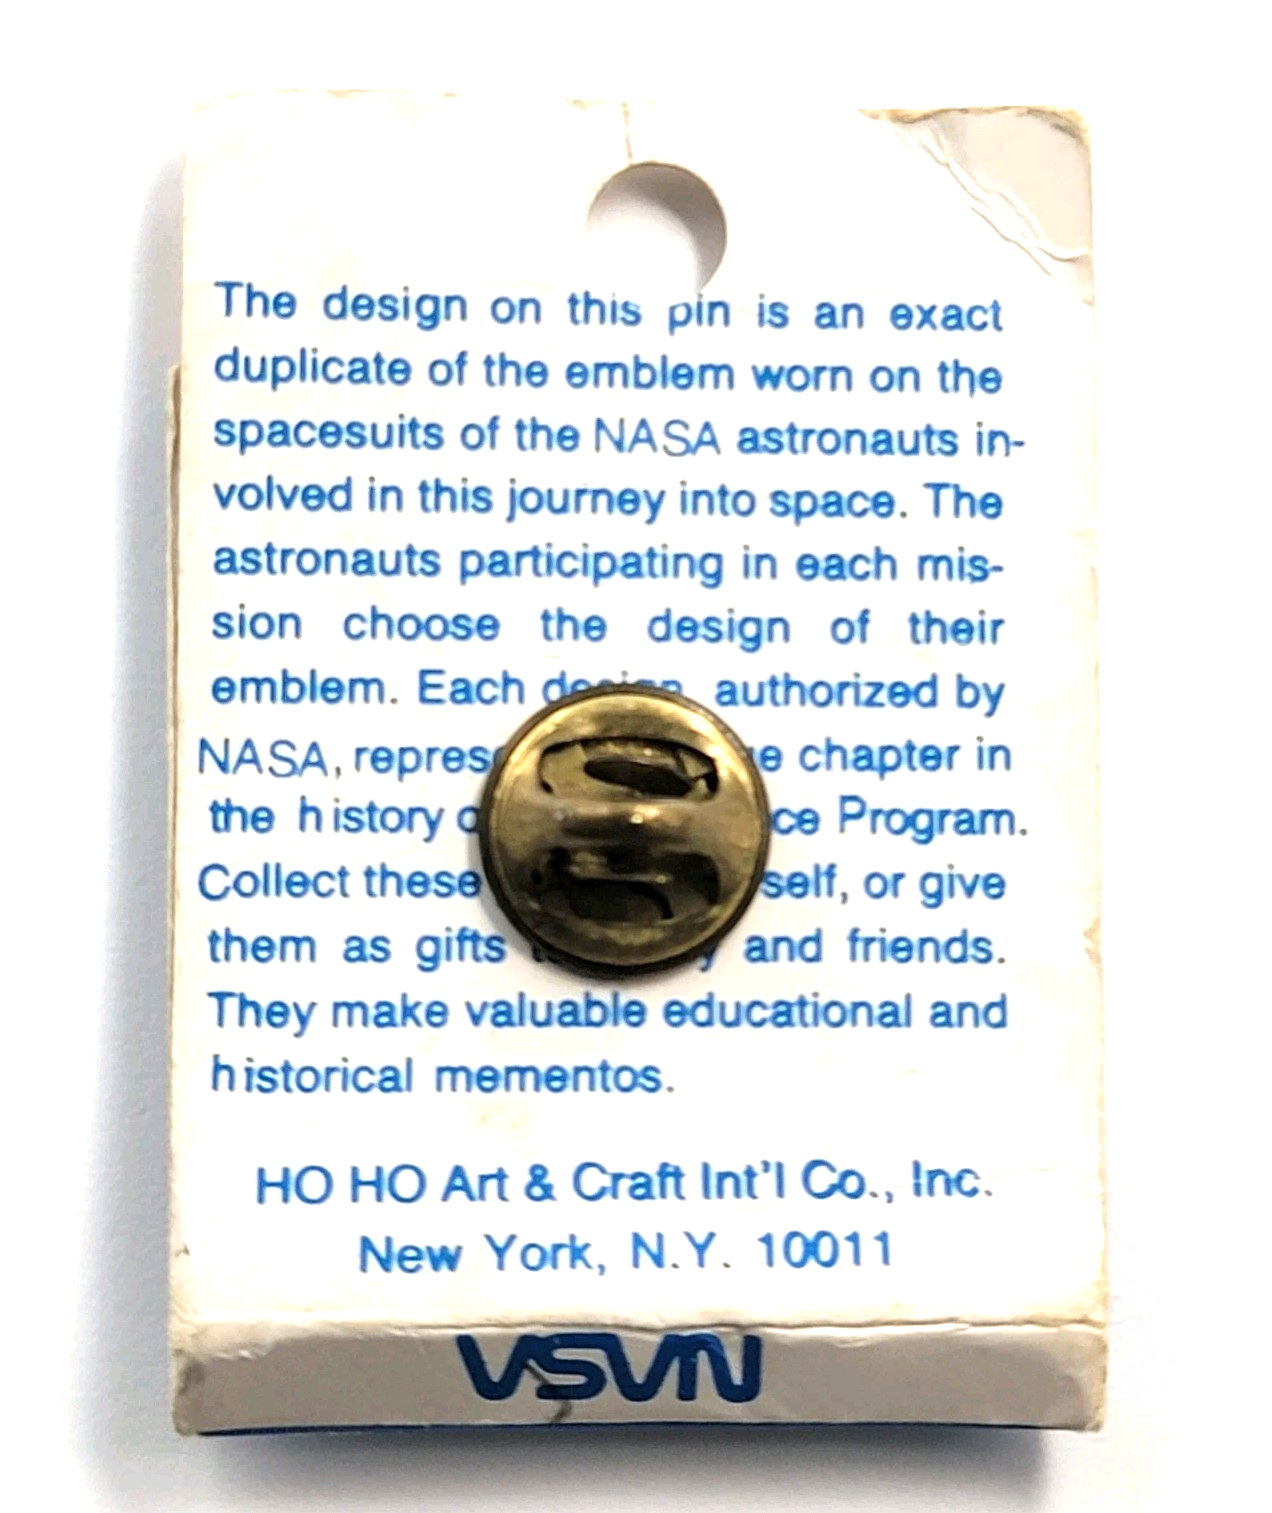 The design on this pin is an exact
duplicate of the emblem worn on the
spacesuits of the NASA astronauts in-
volved in this journey into space. The
astronauts participating in each mis-
sion choose the design of their
emblem. Each design, authorized by
NASA, chapter in
the history Program.
Collect these or give
them as gifts and friends.
They make valuable educational and
historical mementos.
HO HO Art & Craft Int'l Co., Inc.
New York, N.Y. 10011
NASA